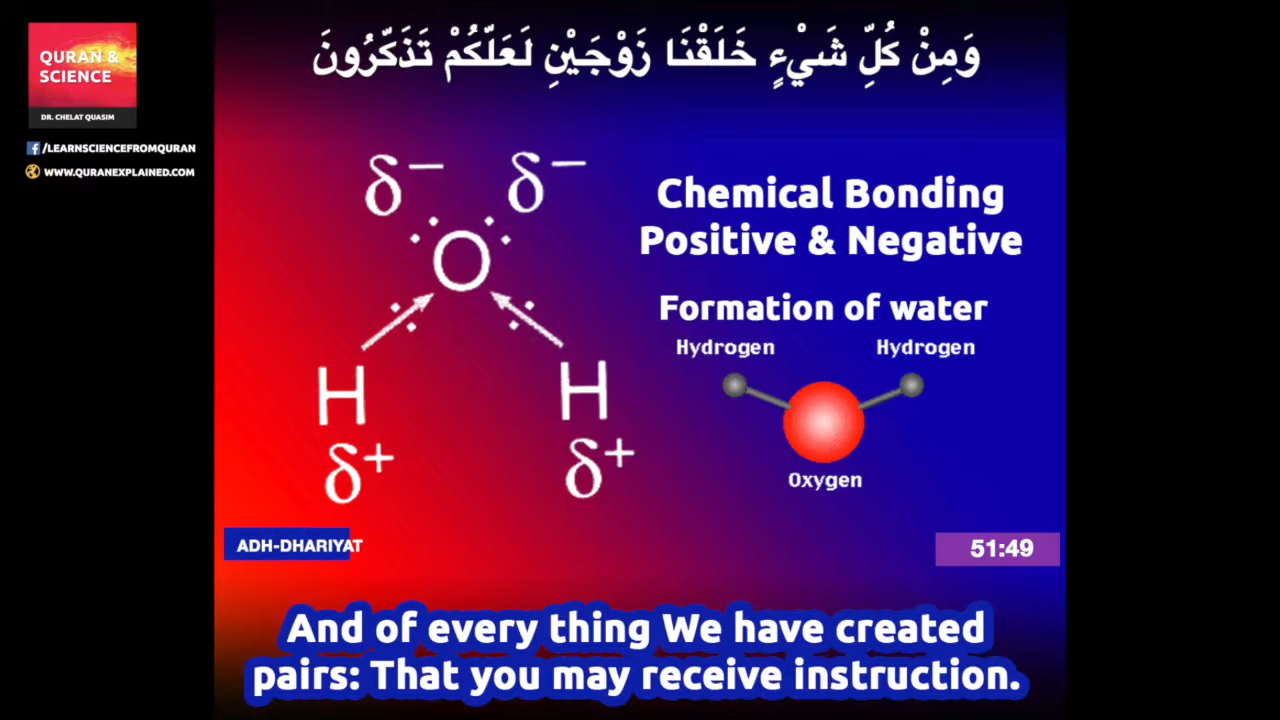 وَمِنْ كُلِّ شَيْءٍ خَلَقْنَا زَوْجَيْنِ لَعَلَّكُمْ تَذَكَّرُونَ
QURAN &
SCIENCE
DR. CHELAT QUASIM
/LEARNSCIENCEFROMQURAN
WWW.QURANEXPLAINED.COM
δ− δ−
O
H H
δ+ δ+
Chemical Bonding
Positive & Negative
Formation of water
Hydrogen Hydrogen
Oxygen
ADH-DHARIYAT
51:49
And of every thing We have created
pairs: That you may receive instruction.